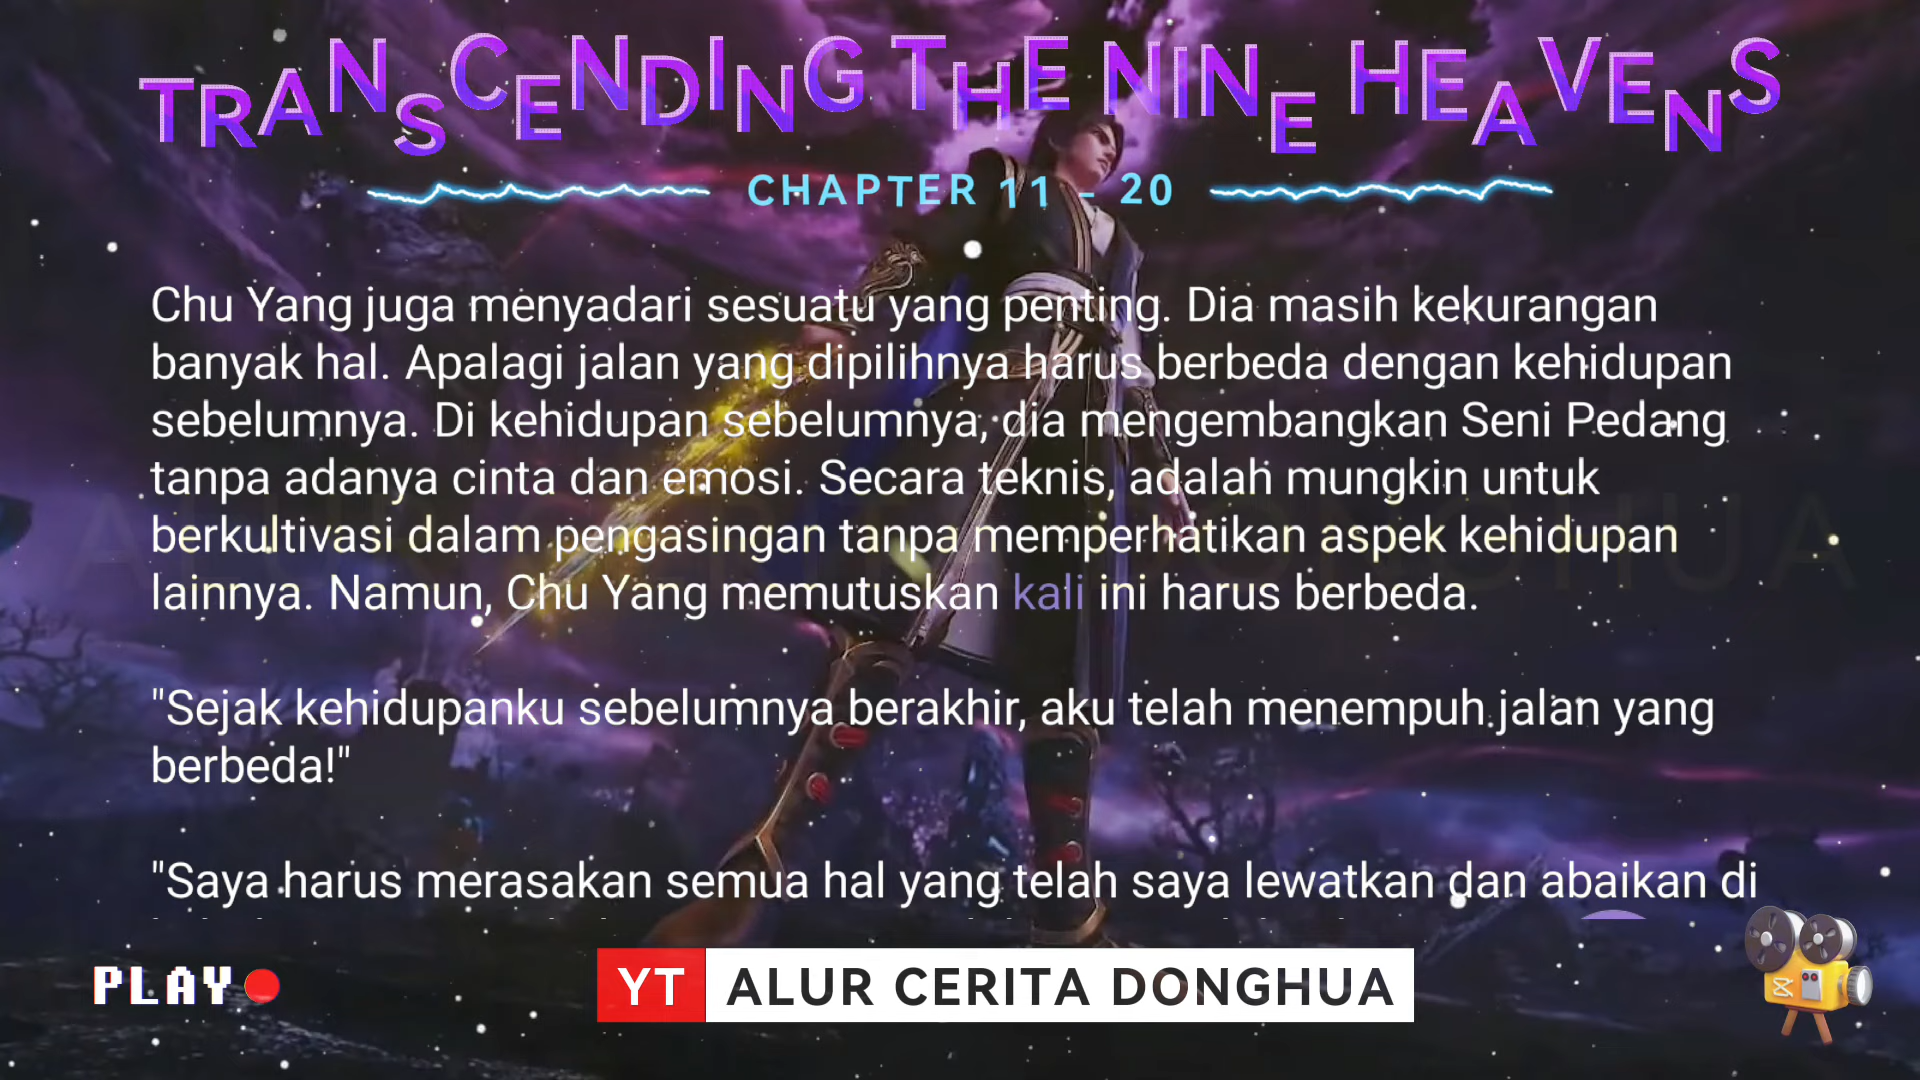 TRANSCENDING THE NINE HEAVENS
CHAPTER 11 - 20
Chu Yang juga menyadari sesuatu yang penting. Dia masih kekurangan
banyak hal. Apalagi jalan yang dipilihnya harus berbeda dengan kehidupan
sebelumnya. Di kehidupan sebelumnya, dia mengembangkan Seni Pedang
tanpa adanya cinta dan emosi. Secara teknis, adalah mungkin untuk
berkultivasi dalam pengasingan tanpa memperhatikan aspek kehidupan
lainnya. Namun, Chu Yang memutuskan kali ini harus berbeda.
"Sejak kehidupanku sebelumnya berakhir, aku telah menempuh jalan yang
berbeda!"
"Saya harus merasakan semua hal yang telah saya lewatkan dan abaikan di
PLAY
YT ALUR CERITA DONGHUA